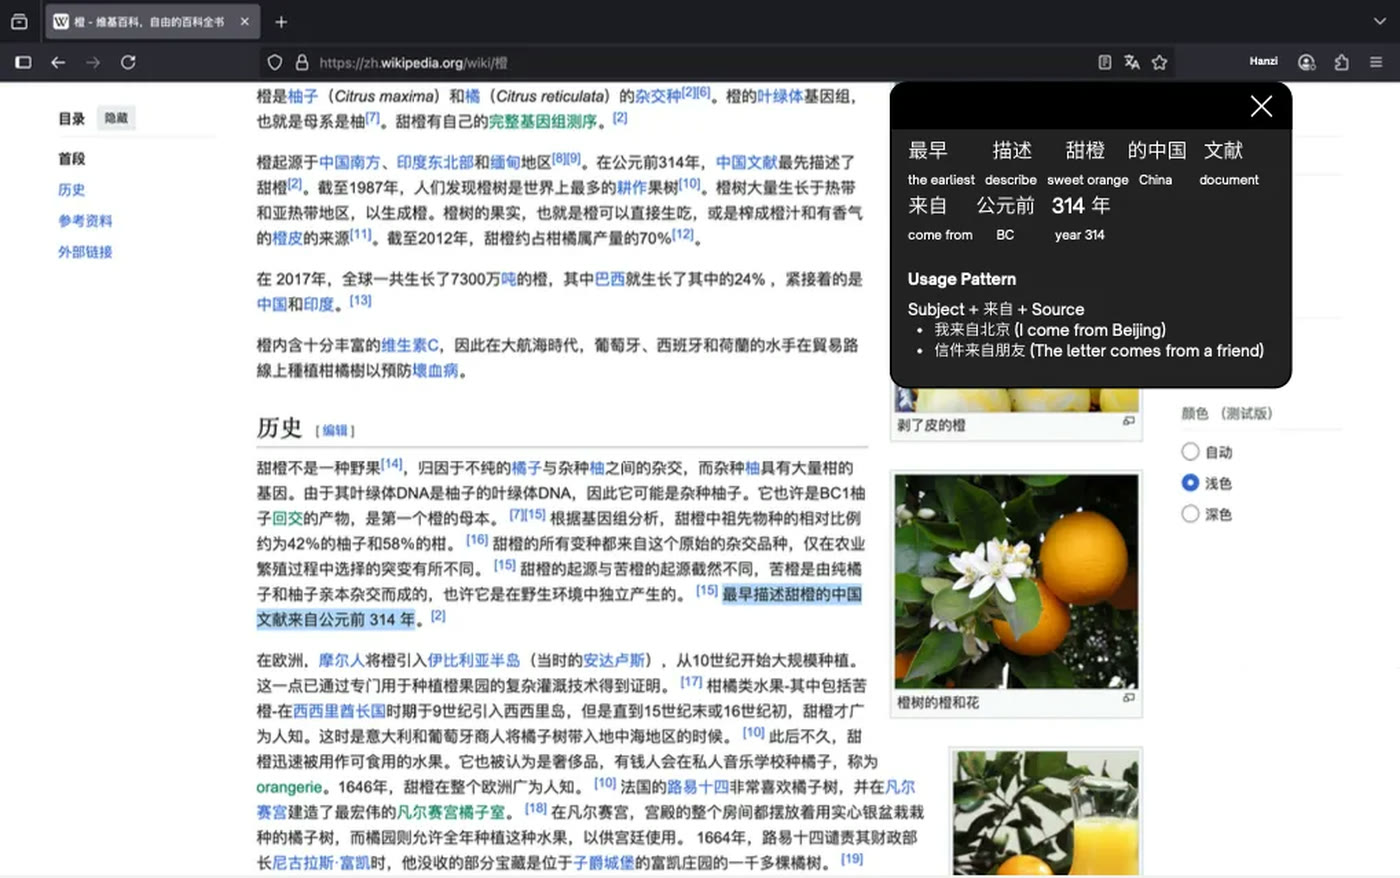 橙 - 维基百科，自由的百科全书
https://zh.wikipedia.org/wiki/橙
Hanzi
目录 隐藏
首段
历史
参考资料
外部链接
橙是柚子（Citrus maxima）和橘（Citrus reticulata）的杂交种[2][6]。橙的叶绿体基因组，
也就是母系是柚[7]。甜橙有自己的完整基因组测序。[2]
橙起源于中国南方、印度东北部和缅甸地区[8][9]。在公元前314年，中国文献最先描述了
甜橙[2]。截至1987年，人们发现橙树是世界上最多的耕作果树[10]。橙树大量生长于热带
和亚热带地区，以生成橙。橙树的果实，也就是橙可以直接生吃，或是榨成橙汁和有香气
的橙皮的来源[11]。截至2012年，甜橙约占柑橘属产量的70%[12]。
在 2017年，全球一共生长了7300万吨的橙，其中巴西就生长了其中的24% ，紧接着的是
中国和印度。[13]
橙内含十分丰富的维生素C，因此在大航海時代，葡萄牙、西班牙和荷蘭的水手在貿易路
線上種植柑橘樹以預防壞血病。
历史 [编辑]
甜橙不是一种野果[14]，归因于不纯的橘子与杂种柚之间的杂交，而杂种柚具有大量柑的
基因。由于其叶绿体DNA是柚子的叶绿体DNA，因此它可能是杂种柚子。它也许是BC1柚
子回交的产物，是第一个橙的母本。 [7][15] 根据基因组分析，甜橙中祖先物种的相对比例
约为42%的柚子和58%的柑。 [16] 甜橙的所有变种都来自这个原始的杂交品种，仅在农业
繁殖过程中选择的突变有所不同。 [15] 甜橙的起源与苦橙的起源截然不同，苦橙是由纯橘
子和柚子亲本杂交而成的，也许它是在野生环境中独立产生的。 [15] 最早描述甜橙的中国
文献来自公元前 314 年。[2]
在欧洲，摩尔人将橙引入伊比利亚半岛（当时的安达卢斯），从10世纪开始大规模种植。
这一点已通过专门用于种植橙果园的复杂灌溉技术得到证明。 [17] 柑橘类水果-其中包括苦
橙-在西西里酋长国时期于9世纪引入西西里岛，但是直到15世纪末或16世纪初，甜橙才广
为人知。这时是意大利和葡萄牙商人将橘子树带入地中海地区的时候。 [10] 此后不久，甜
橙迅速被用作可食用的水果。它也被认为是奢侈品，有钱人会在私人音乐学校种橘子，称为
orangerie。1646年，甜橙在整个欧洲广为人知。 [10] 法国的路易十四非常喜欢橘子树，并在凡尔
赛宫建造了最宏伟的凡尔赛宫橘子室。 [18] 在凡尔赛宫，宫殿的整个房间都摆放着用实心银盆栽栽
种的橘子树，而橘园则允许全年种植这种水果，以供宫廷使用。 1664年，路易十四谴责其财政部
长尼古拉斯·富凯时，他没收的部分宝藏是位于子爵城堡的富凯庄园的一千多棵橘树。 [19]
最早 描述 甜橙 的中国 文献
the earliest describe sweet orange China document
来自 公元前 314 年
come from BC year 314
Usage Pattern
Subject + 来自 + Source
• 我来自北京 (I come from Beijing)
• 信件来自朋友 (The letter comes from a friend)
剥了皮的橙
橙树的橙和花
颜色 （测试版）
自动
浅色
深色